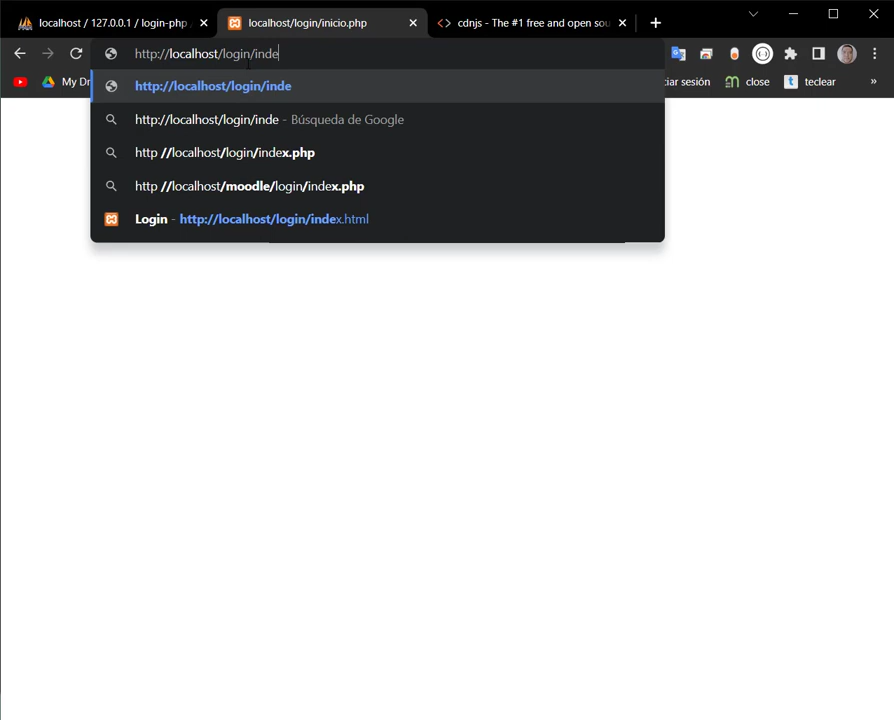 localhost / 127.0.0.1 / login-php
localhost/login/inicio.php
cdnjs - The #1 free and open sou
http://localhost/login/inde
My Dr
iar sesión
close
teclear
»
http://localhost/login/inde
http://localhost/login/inde - Búsqueda de Google
http //localhost/login/index.php
http //localhost/moodle/login/index.php
Login - http://localhost/login/index.html